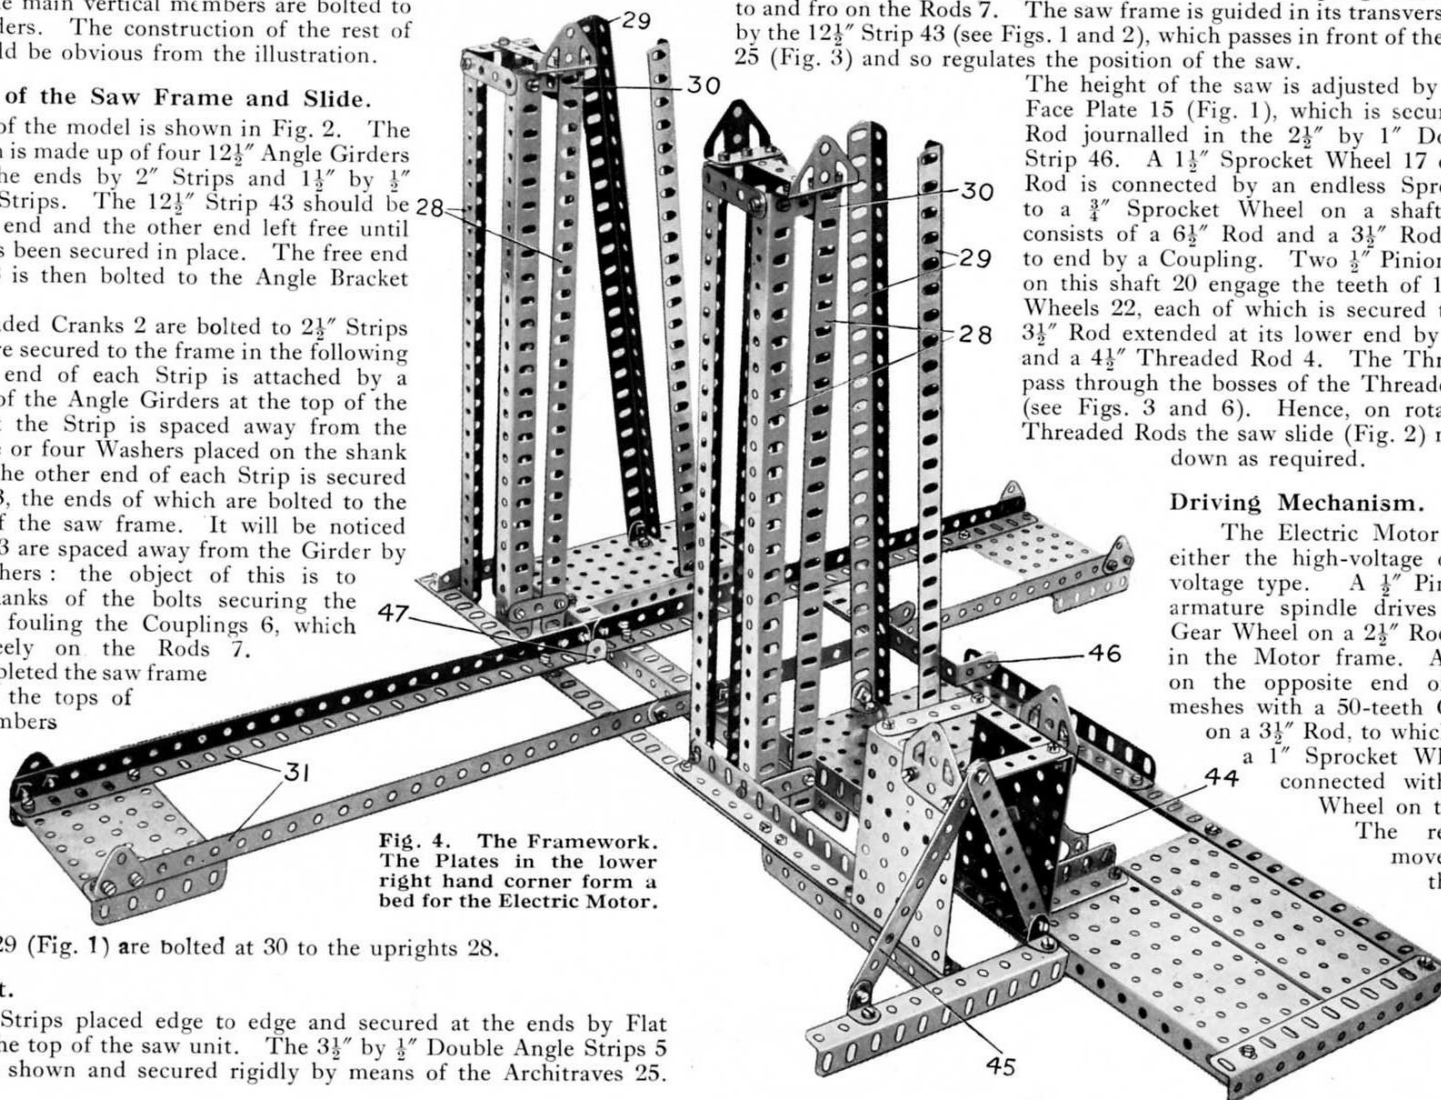 main vertical members are bolted to
ders. The construction of the rest of
ld be obvious from the illustration.
of the Saw Frame and Slide.
of the model is shown in Fig. 2. The
is made up of four 12½″ Angle Girders
he ends by 2″ Strips and 1½″ by ½″
Strips. The 12½″ Strip 43 should be
end and the other end left free until
s been secured in place. The free end
is then bolted to the Angle Bracket
ded Cranks 2 are bolted to 2½″ Strips
re secured to the frame in the following
end of each Strip is attached by a
of the Angle Girders at the top of the
t the Strip is spaced away from the
or four Washers placed on the shank
he other end of each Strip is secured
3, the ends of which are bolted to the
f the saw frame. It will be noticed
3 are spaced away from the Girder by
hers : the object of this is to
anks of the bolts securing the
fouling the Couplings 6, which
ely on the Rods 7.
pleted the saw frame
the tops of
mbers
29
30
28
30
29
28
47
46
31
44
45
Fig. 4. The Framework.
The Plates in the lower
right hand corner form a
bed for the Electric Motor.
29 (Fig. 1) are bolted at 30 to the uprights 28.
t.
Strips placed edge to edge and secured at the ends by Flat
he top of the saw unit. The 3½″ by ½″ Double Angle Strips 5
shown and secured rigidly by means of the Architraves 25.
to and fro on the Rods 7. The saw frame is guided in its transvers
by the 12½″ Strip 43 (see Figs. 1 and 2), which passes in front of the
25 (Fig. 3) and so regulates the position of the saw.
The height of the saw is adjusted by
Face Plate 15 (Fig. 1), which is secur
Rod journalled in the 2½″ by 1″ Do
Strip 46. A 1½″ Sprocket Wheel 17
Rod is connected by an endless Spr
to a ¾″ Sprocket Wheel on a shaft
consists of a 6½″ Rod and a 3½″ Rod
to end by a Coupling. Two ½″ Pinion
on this shaft 20 engage the teeth of 1
Wheels 22, each of which is secured t
3½″ Rod extended at its lower end by
and a 4½″ Threaded Rod 4. The Thr
pass through the bosses of the Threade
(see Figs. 3 and 6). Hence, on rota
Threaded Rods the saw slide (Fig. 2)
down as required.
Driving Mechanism.
The Electric Motor
either the high-voltage
voltage type. A ½″ Pin
armature spindle drives
Gear Wheel on a 2½″ Ro
in the Motor frame. A
on the opposite end o
meshes with a 50-teeth
on a 3½″ Rod, to whic
a 1″ Sprocket Wh
connected with
Wheel on t
The re
move
th